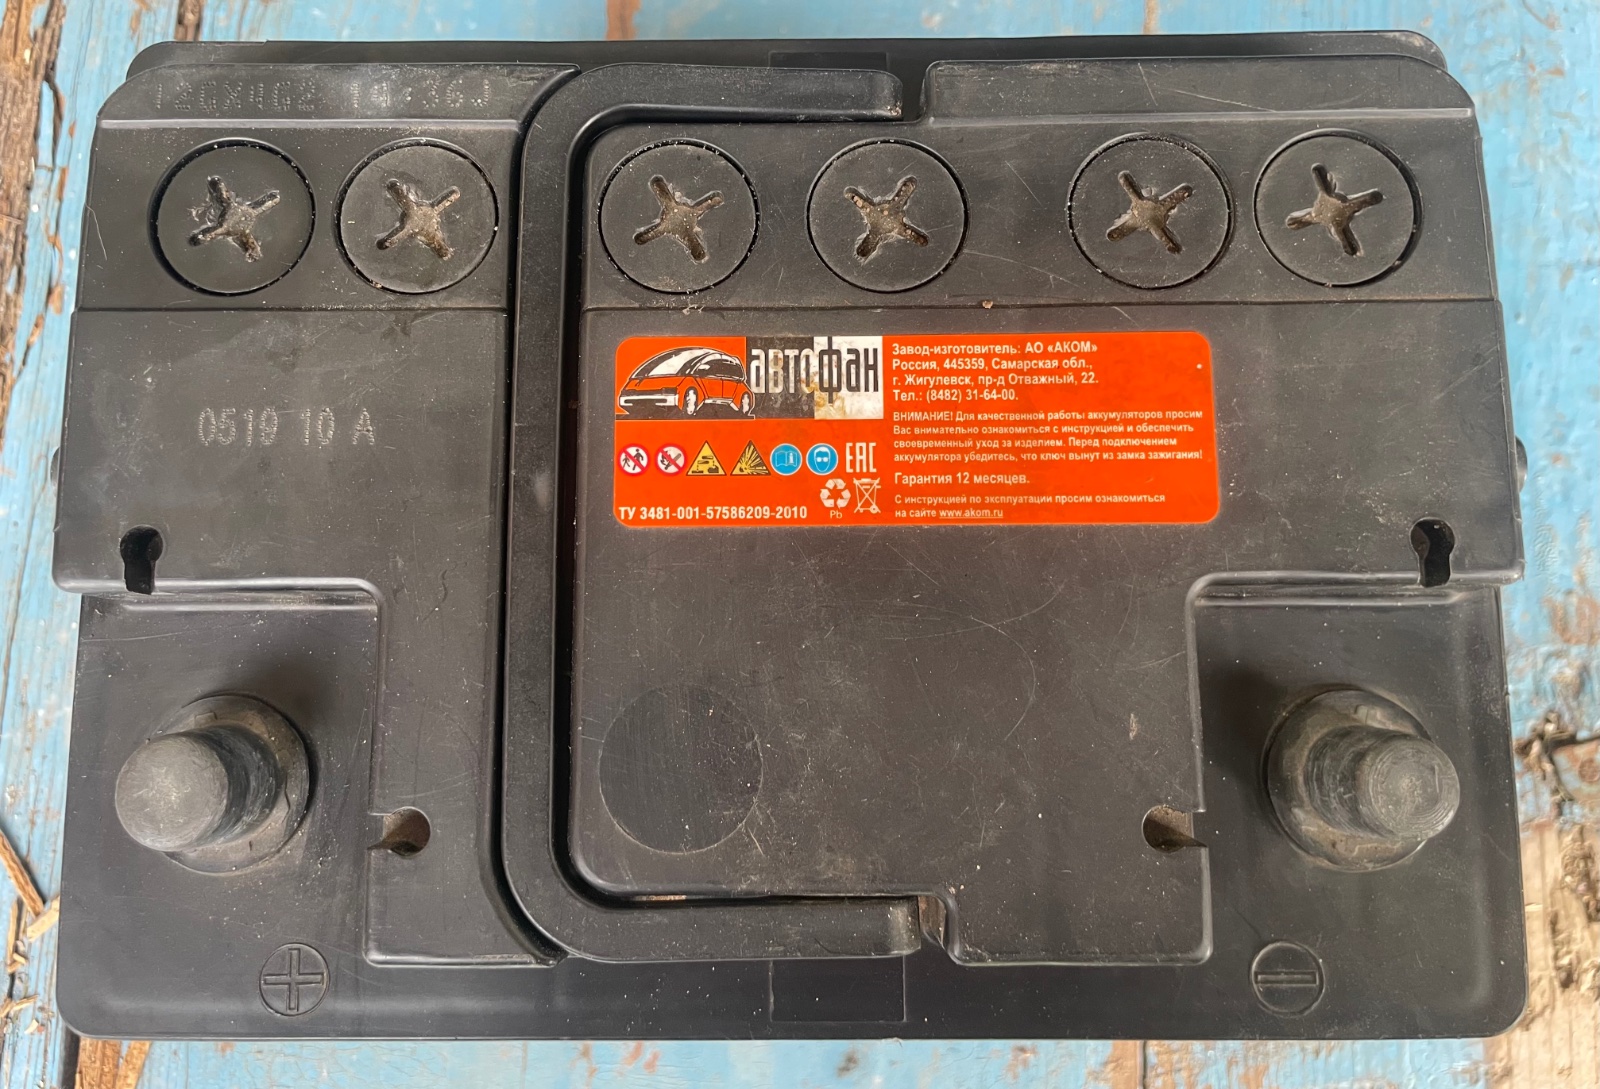 0519 10 A
автофан
Завод-изготовитель: АО «АКОМ»
Россия, 445359, Самарская обл.,
г. Жигулевск, пр-д Отважный, 22.
Тел.: (8482) 31-64-00.
ВНИМАНИЕ! Для качественной работы аккумуляторов просим
Вас внимательно ознакомиться с инструкцией и обеспечить
своевременный уход за изделием. Перед подключением
аккумулятора убедитесь, что ключ вынут из замка зажигания!
EAC
Гарантия 12 месяцев.
Pb
С инструкцией по эксплуатации просим ознакомиться
на сайте www.akom.ru
ТУ 3481-001-57586209-2010
+
−